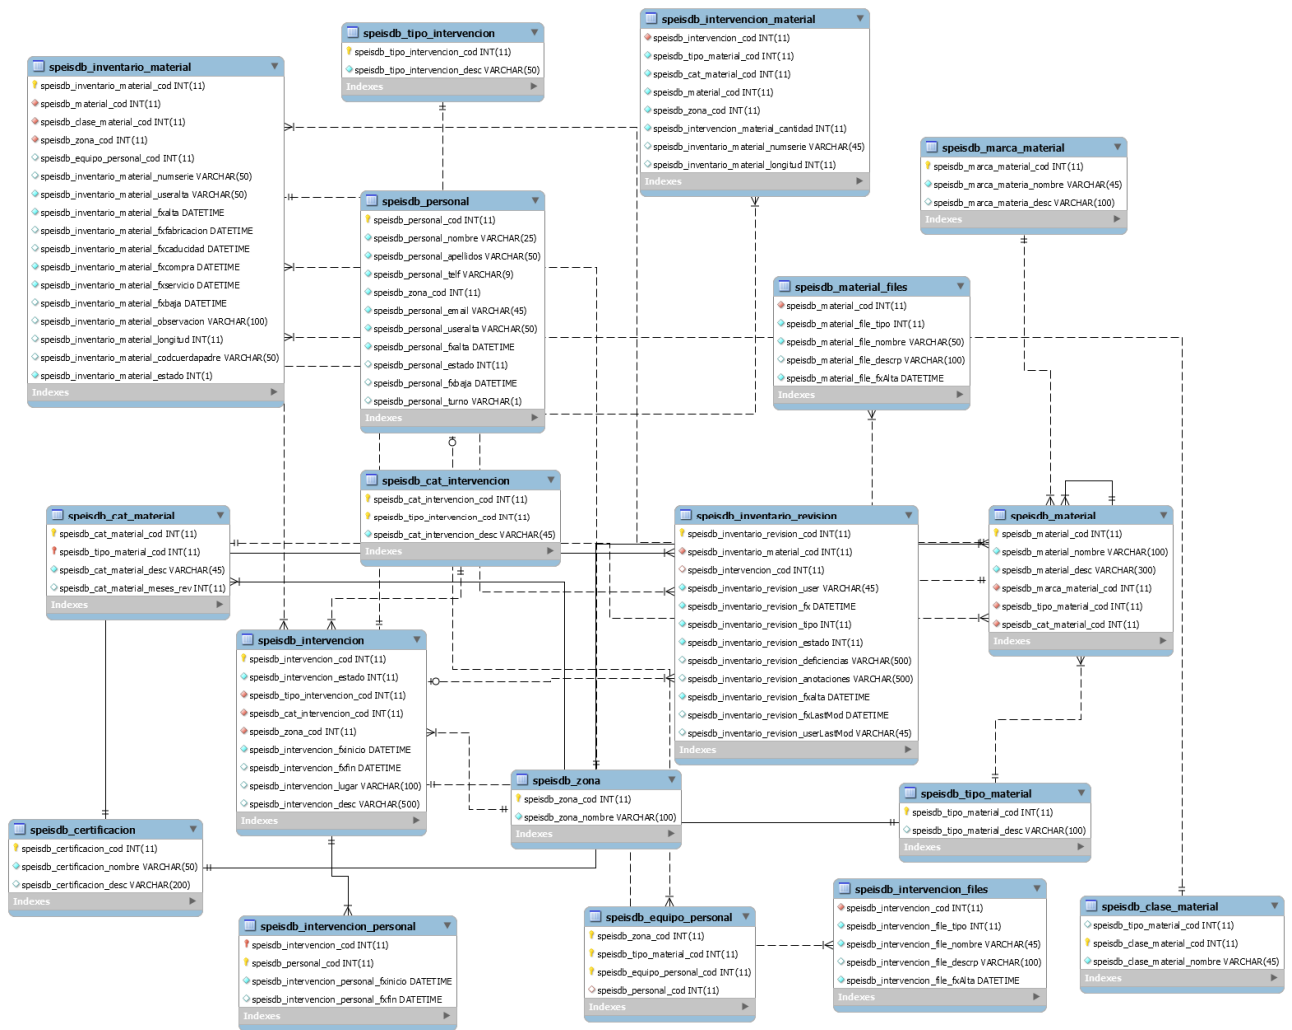 speisdb_tipo_intervencion
speisdb_tipo_intervencion_cod INT(11)
speisdb_tipo_intervencion_desc VARCHAR(50)
Indexes
speisdb_intervencion_material
speisdb_intervencion_cod INT(11)
speisdb_tipo_material_cod INT(11)
speisdb_cat_material_cod INT(11)
speisdb_material_cod INT(11)
speisdb_zona_cod INT(11)
speisdb_intervencion_material_cantidad INT(11)
speisdb_inventario_material_numserie VARCHAR(45)
speisdb_inventario_material_longitud INT(11)
Indexes
speisdb_inventario_material
speisdb_inventario_material_cod INT(11)
speisdb_material_cod INT(11)
speisdb_clase_material_cod INT(11)
speisdb_zona_cod INT(11)
speisdb_equipo_personal_cod INT(11)
speisdb_inventario_material_numserie VARCHAR(50)
speisdb_inventario_material_useralta VARCHAR(50)
speisdb_inventario_material_fxalta DATETIME
speisdb_inventario_material_fxfabricacion DATETIME
speisdb_inventario_material_fxcaducidad DATETIME
speisdb_inventario_material_fxcompra DATETIME
speisdb_inventario_material_fxservicio DATETIME
speisdb_inventario_material_fxbaja DATETIME
speisdb_inventario_material_observacion VARCHAR(100)
speisdb_inventario_material_longitud INT(11)
speisdb_inventario_material_codcuerdapadre VARCHAR(50)
speisdb_inventario_material_estado INT(1)
Indexes
speisdb_marca_material
speisdb_marca_material_cod INT(11)
speisdb_marca_materia_nombre VARCHAR(45)
speisdb_marca_materia_desc VARCHAR(100)
Indexes
speisdb_personal
speisdb_personal_cod INT(11)
speisdb_personal_nombre VARCHAR(25)
speisdb_personal_apellidos VARCHAR(50)
speisdb_personal_telf VARCHAR(9)
speisdb_zona_cod INT(11)
speisdb_personal_email VARCHAR(45)
speisdb_personal_useralta VARCHAR(50)
speisdb_personal_fxalta DATETIME
speisdb_personal_estado INT(11)
speisdb_personal_fxbaja DATETIME
speisdb_personal_turno VARCHAR(1)
Indexes
speisdb_material_files
speisdb_material_cod INT(11)
speisdb_material_file_tipo INT(11)
speisdb_material_file_nombre VARCHAR(50)
speisdb_material_file_descrp VARCHAR(100)
speisdb_material_file_fxAlta DATETIME
Indexes
speisdb_cat_intervencion
speisdb_cat_intervencion_cod INT(11)
speisdb_tipo_intervencion_cod INT(11)
speisdb_cat_intervencion_desc VARCHAR(45)
Indexes
speisdb_cat_material
speisdb_cat_material_cod INT(11)
speisdb_tipo_material_cod INT(11)
speisdb_cat_material_desc VARCHAR(45)
speisdb_cat_material_meses_rev INT(11)
Indexes
speisdb_inventario_revision
speisdb_inventario_revision_cod INT(11)
speisdb_inventario_material_cod INT(11)
speisdb_intervencion_cod INT(11)
speisdb_inventario_revision_user VARCHAR(45)
speisdb_inventario_revision_fx DATETIME
speisdb_inventario_revision_tipo INT(11)
speisdb_inventario_revision_estado INT(11)
speisdb_inventario_revision_deficiencias VARCHAR(500)
speisdb_inventario_revision_anotaciones VARCHAR(500)
speisdb_inventario_revision_fxalta DATETIME
speisdb_inventario_revision_fxLastMod DATETIME
speisdb_inventario_revision_userLastMod VARCHAR(45)
Indexes
speisdb_material
speisdb_material_cod INT(11)
speisdb_material_nombre VARCHAR(100)
speisdb_material_desc VARCHAR(300)
speisdb_marca_material_cod INT(11)
speisdb_tipo_material_cod INT(11)
speisdb_cat_material_cod INT(11)
Indexes
speisdb_intervencion
speisdb_intervencion_cod INT(11)
speisdb_intervencion_estado INT(11)
speisdb_tipo_intervencion_cod INT(11)
speisdb_cat_intervencion_cod INT(11)
speisdb_zona_cod INT(11)
speisdb_intervencion_fxinicio DATETIME
speisdb_intervencion_fxfin DATETIME
speisdb_intervencion_lugar VARCHAR(100)
speisdb_intervencion_desc VARCHAR(500)
Indexes
speisdb_zona
speisdb_zona_cod INT(11)
speisdb_zona_nombre VARCHAR(100)
Indexes
speisdb_tipo_material
speisdb_tipo_material_cod INT(11)
speisdb_tipo_material_desc VARCHAR(100)
Indexes
speisdb_certificacion
speisdb_certificacion_cod INT(11)
speisdb_certificacion_nombre VARCHAR(50)
speisdb_certificacion_desc VARCHAR(200)
Indexes
speisdb_intervencion_personal
speisdb_intervencion_cod INT(11)
speisdb_personal_cod INT(11)
speisdb_intervencion_personal_fxinicio DATETIME
speisdb_intervencion_personal_fxfin DATETIME
Indexes
speisdb_equipo_personal
speisdb_zona_cod INT(11)
speisdb_tipo_material_cod INT(11)
speisdb_equipo_personal_cod INT(11)
speisdb_personal_cod INT(11)
Indexes
speisdb_intervencion_files
speisdb_intervencion_cod INT(11)
speisdb_intervencion_file_tipo INT(11)
speisdb_intervencion_file_nombre VARCHAR(45)
speisdb_intervencion_file_descrp VARCHAR(100)
speisdb_intervencion_file_fxAlta DATETIME
Indexes
speisdb_clase_material
speisdb_tipo_material_cod INT(11)
speisdb_clase_material_cod INT(11)
speisdb_clase_material_nombre VARCHAR(45)
Indexes